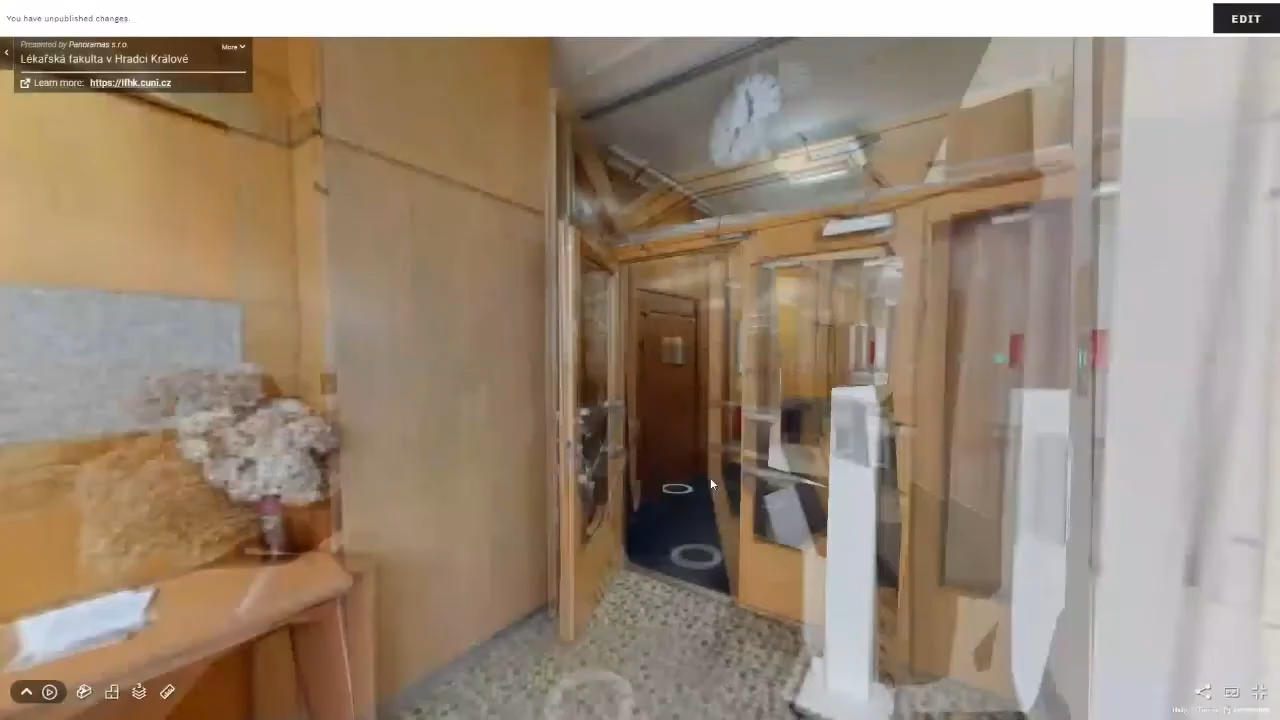 You have unpublished changes.
EDIT
Presented by Panoramas s.r.o.
More
Lékařská fakulta v Hradci Králové
Learn more: https://lfhk.cuni.cz
Help